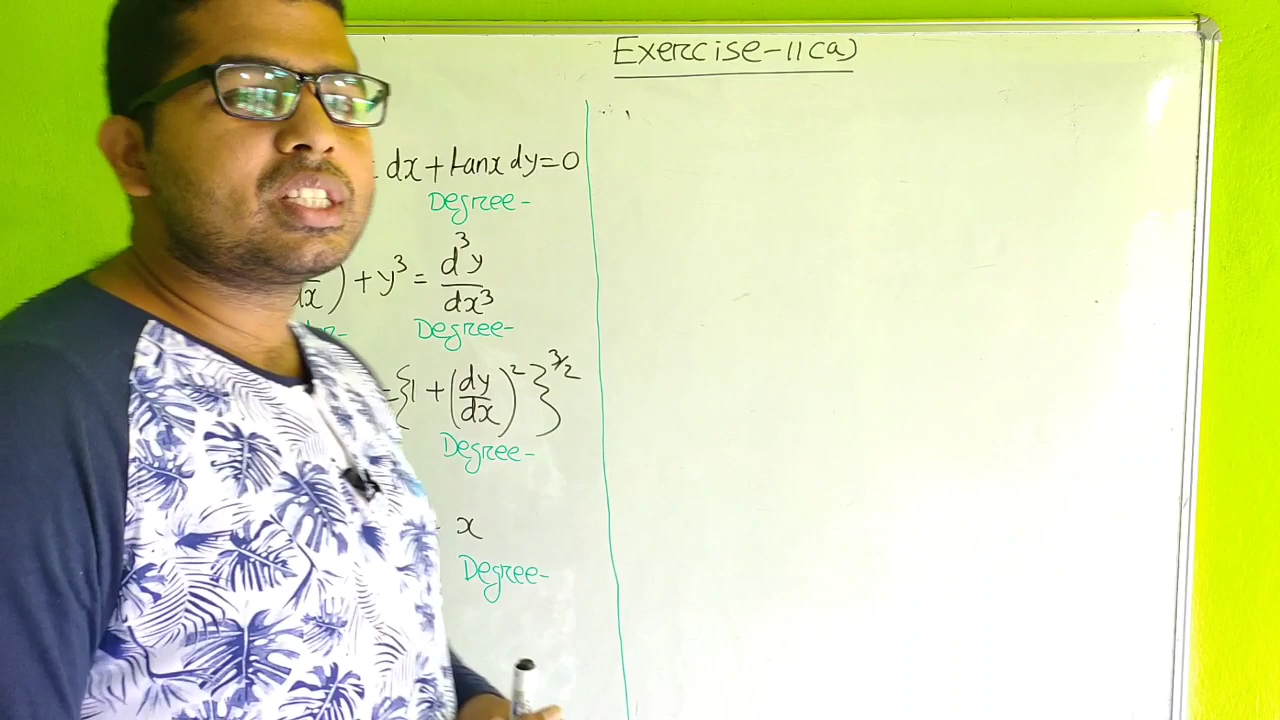 Exercise-11(a)
dx + tanx dy = 0
Degree-
dx) + y³ = d³y/dx³
Degree-
= {1 + (dy/dx)²}^3/2
Degree-
x
Degree-